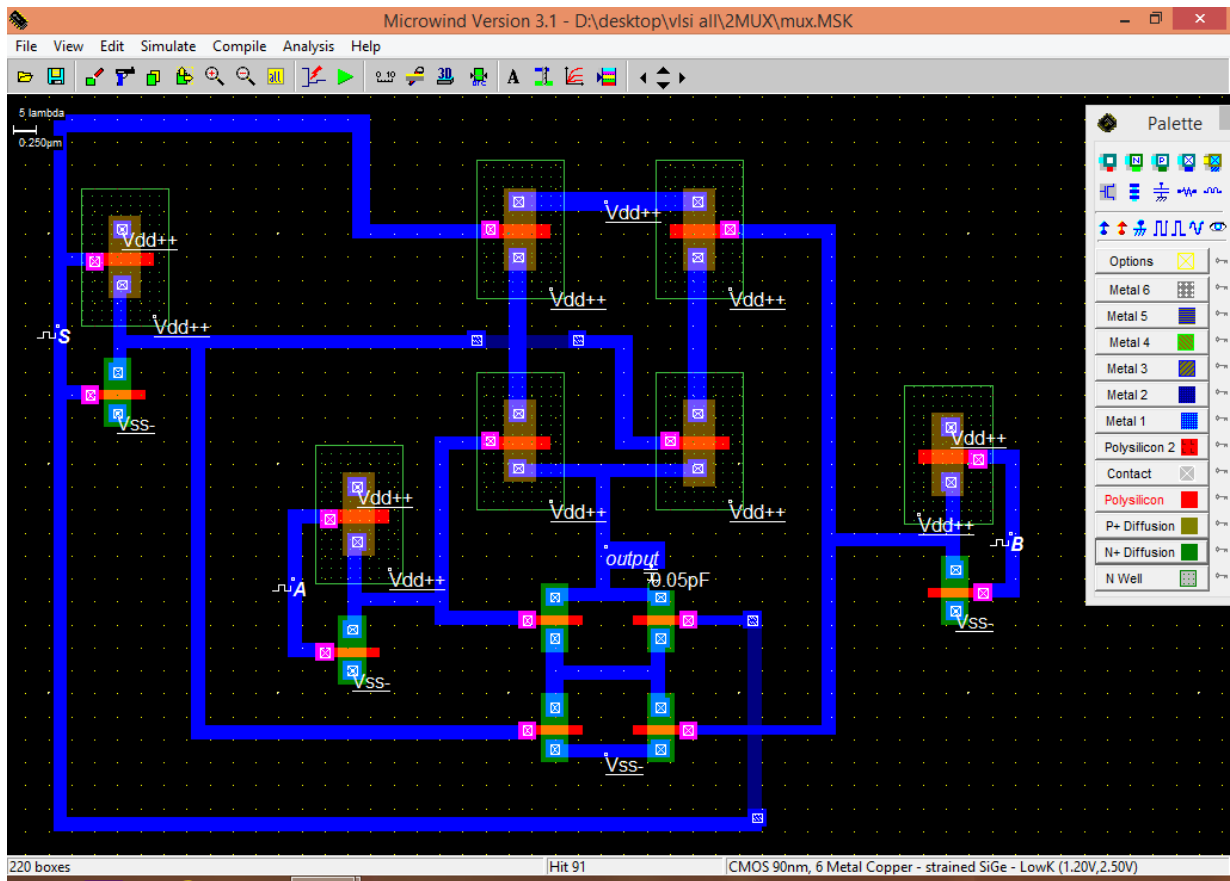 Microwind Version 3.1 - D:\desktop\vlsi all\2MUX\mux.MSK
File View Edit Simulate Compile Analysis Help
5 lambda
0.250µm
Palette
Options
Metal 6
Metal 5
Metal 4
Metal 3
Metal 2
Metal 1
Polysilicon 2
Contact
Polysilicon
P+ Diffusion
N+ Diffusion
N Well
Vdd++
Vdd++
Vdd++
Vdd++
Vdd++
S
Vss-
Vdd++
Vdd++
Vdd++
Vdd++
Vdd++
Vdd++
output
0.05pF
A
B
Vss-
Vss-
Vss-
220 boxes
Hit 91
CMOS 90nm, 6 Metal Copper - strained SiGe - LowK (1.20V,2.50V)